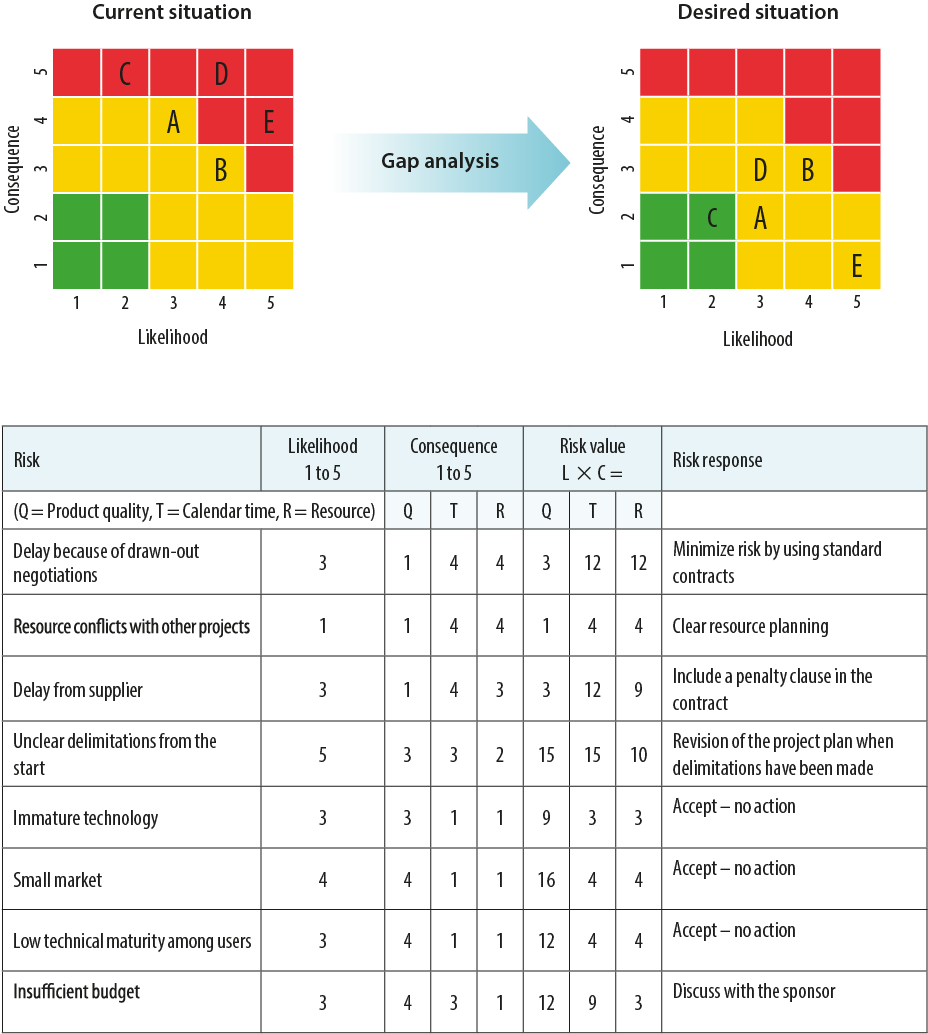 Current situation
Desired situation
Consequence
5 C D
4 A E
3 B
2
1
1 2 3 4 5
Likelihood
Gap analysis
Consequence
5
4
3 D B
2 C A
1 E
1 2 3 4 5
Likelihood
Risk Likelihood Consequence Risk value Risk response
1 to 5 1 to 5 L × C =
(Q = Product quality, T = Calendar time, R = Resource) Q T R Q T R
Delay because of drawn-out negotiations 3 1 4 4 3 12 12 Minimize risk by using standard contracts
Resource conflicts with other projects 1 1 4 4 1 4 4 Clear resource planning
Delay from supplier 3 1 4 3 3 12 9 Include a penalty clause in the contract
Unclear delimitations from the start 5 3 3 2 15 15 10 Revision of the project plan when delimitations have been made
Immature technology 3 3 1 1 9 3 3 Accept – no action
Small market 4 4 1 1 16 4 4 Accept – no action
Low technical maturity among users 3 4 1 1 12 4 4 Accept – no action
Insufficient budget 3 4 3 1 12 9 3 Discuss with the sponsor